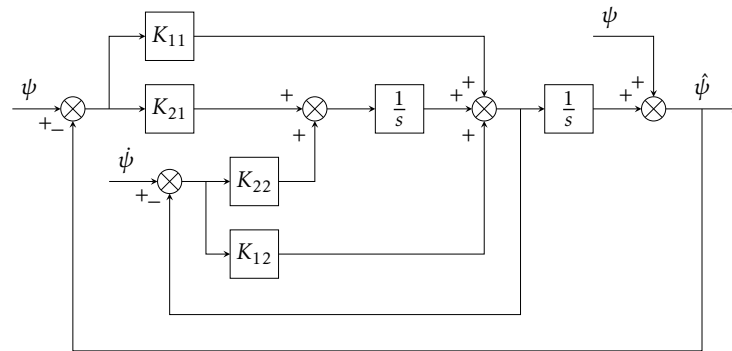 ψ
K₁₁
ψ
+
−
K₂₁
+
+
1/s
+
+
+
+
1/s
+
+
ψ̂
ψ̇
+
−
K₂₂
K₁₂